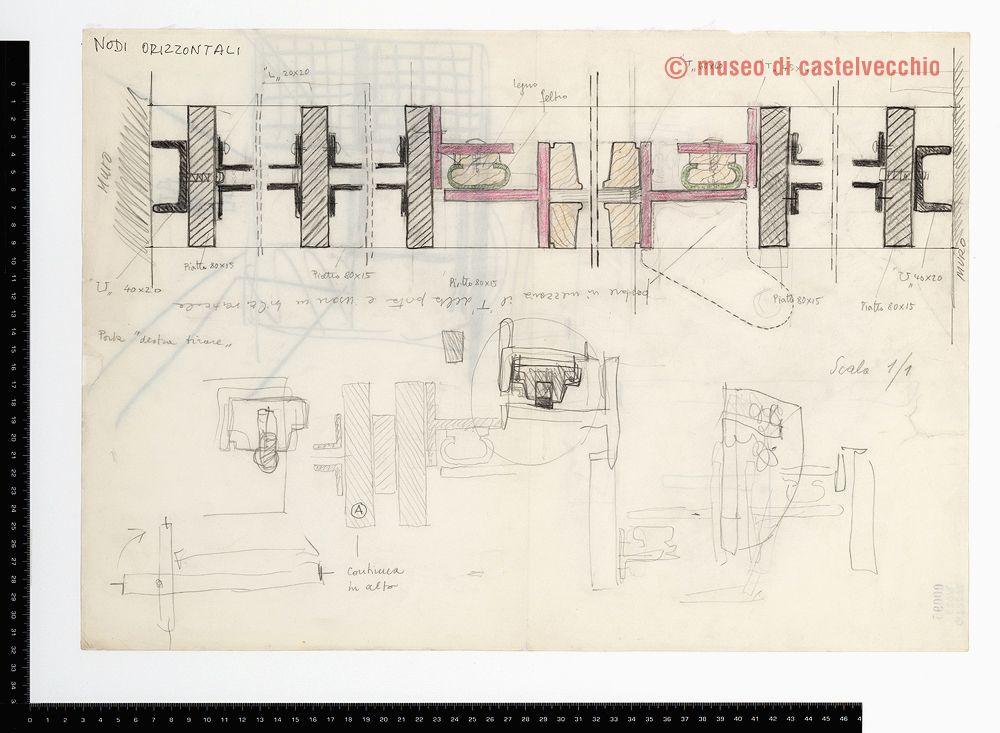 NODI ORIZZONTALI
"L" 20x20
legno
feltro
© museo di castelvecchio
MURO
MURO
"U" 40x20
Piatto 80x15
Piatto 80x15
Piatto 80x15
Piatto 80x15
Piatto 80x15
"U" 40x20
Porta "destra tirare"
Scala 1/1
A
continua
in alto
0 1 2 3 4 5 6 7 8 9 10 11 12 13 14 15 16 17 18 19 20 21 22 23 24 25 26 27 28 29 30 31 32 33 34
0 1 2 3 4 5 6 7 8 9 10 11 12 13 14 15 16 17 18 19 20 21 22 23 24 25 26 27 28 29 30 31 32 33 34 35 36 37 38 39 40 41 42 43 44 45 46